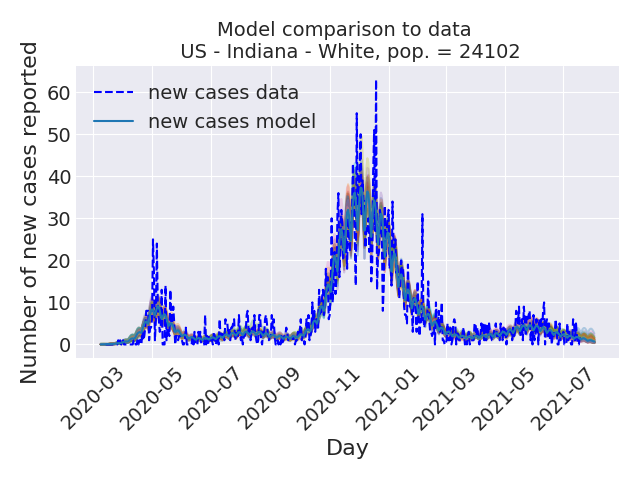 Model comparison to data
US - Indiana - White, pop. = 24102
Number of new cases reported
60
50
40
30
20
10
0
new cases data
new cases model
2020-03
2020-05
2020-07
2020-09
2020-11
2021-01
2021-03
2021-05
2021-07
Day